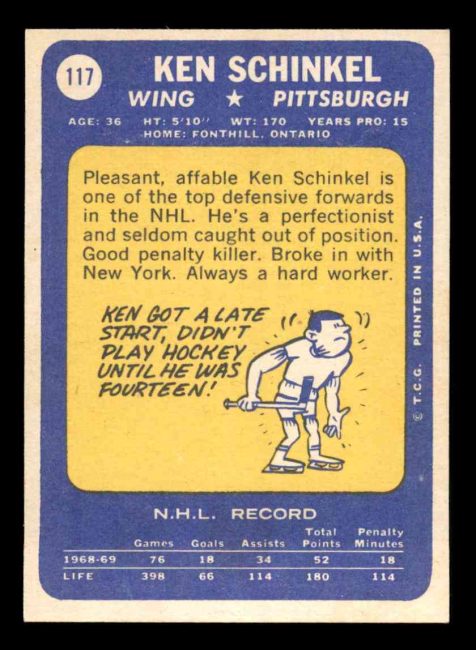 117
KEN SCHINKEL
WING ★ PITTSBURGH
AGE: 36 HT: 5'10" WT: 170 YEARS PRO: 15
HOME: FONTHILL, ONTARIO
Pleasant, affable Ken Schinkel is
one of the top defensive forwards
in the NHL. He's a perfectionist
and seldom caught out of position.
Good penalty killer. Broke in with
New York. Always a hard worker.
KEN GOT A LATE
START, DIDN'T
PLAY HOCKEY
UNTIL HE WAS
FOURTEEN!
© T.C.G. PRINTED IN U.S.A.
N.H.L. RECORD
Games Goals Assists Total Points Penalty Minutes
1968-69 76 18 34 52 18
LIFE 398 66 114 180 114